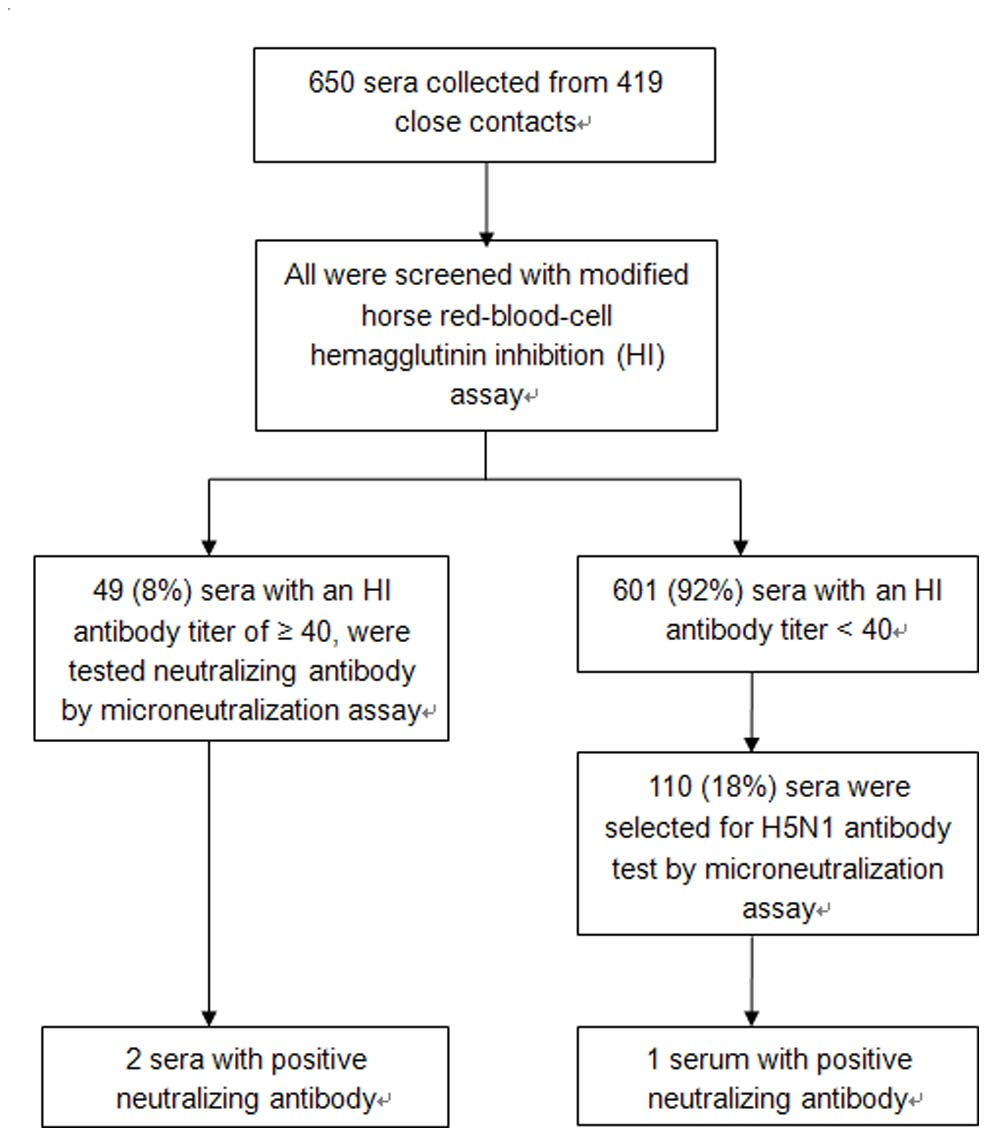 650 sera collected from 419
close contacts↵
All were screened with modified
horse red-blood-cell
hemagglutinin inhibition (HI)
assay↵
49 (8%) sera with an HI
antibody titer of ≥ 40, were
tested neutralizing antibody
by microneutralization assay↵
601 (92%) sera with an HI
antibody titer < 40↵
110 (18%) sera were
selected for H5N1 antibody
test by microneutralization
assay↵
2 sera with positive
neutralizing antibody↵
1 serum with positive
neutralizing antibody↵